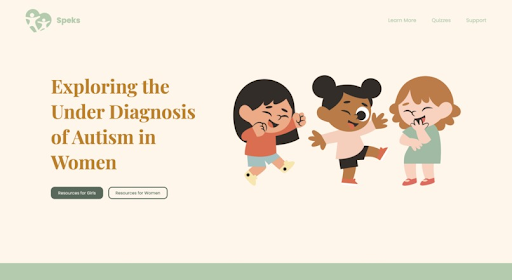 Speks
Learn More
Quizzes
Support
Exploring the
Under Diagnosis
of Autism in
Women
Resources for Girls
Resources for Women